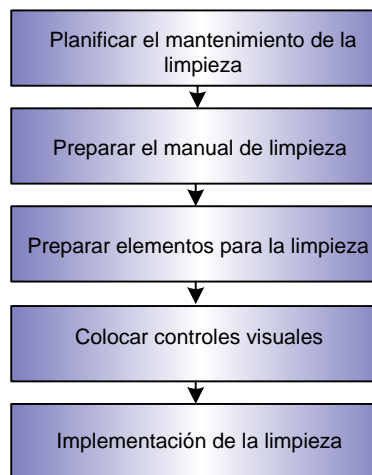 Planificar el mantenimiento de la
limpieza
Preparar el manual de limpieza
Preparar elementos para la limpieza
Colocar controles visuales
Implementación de la limpieza